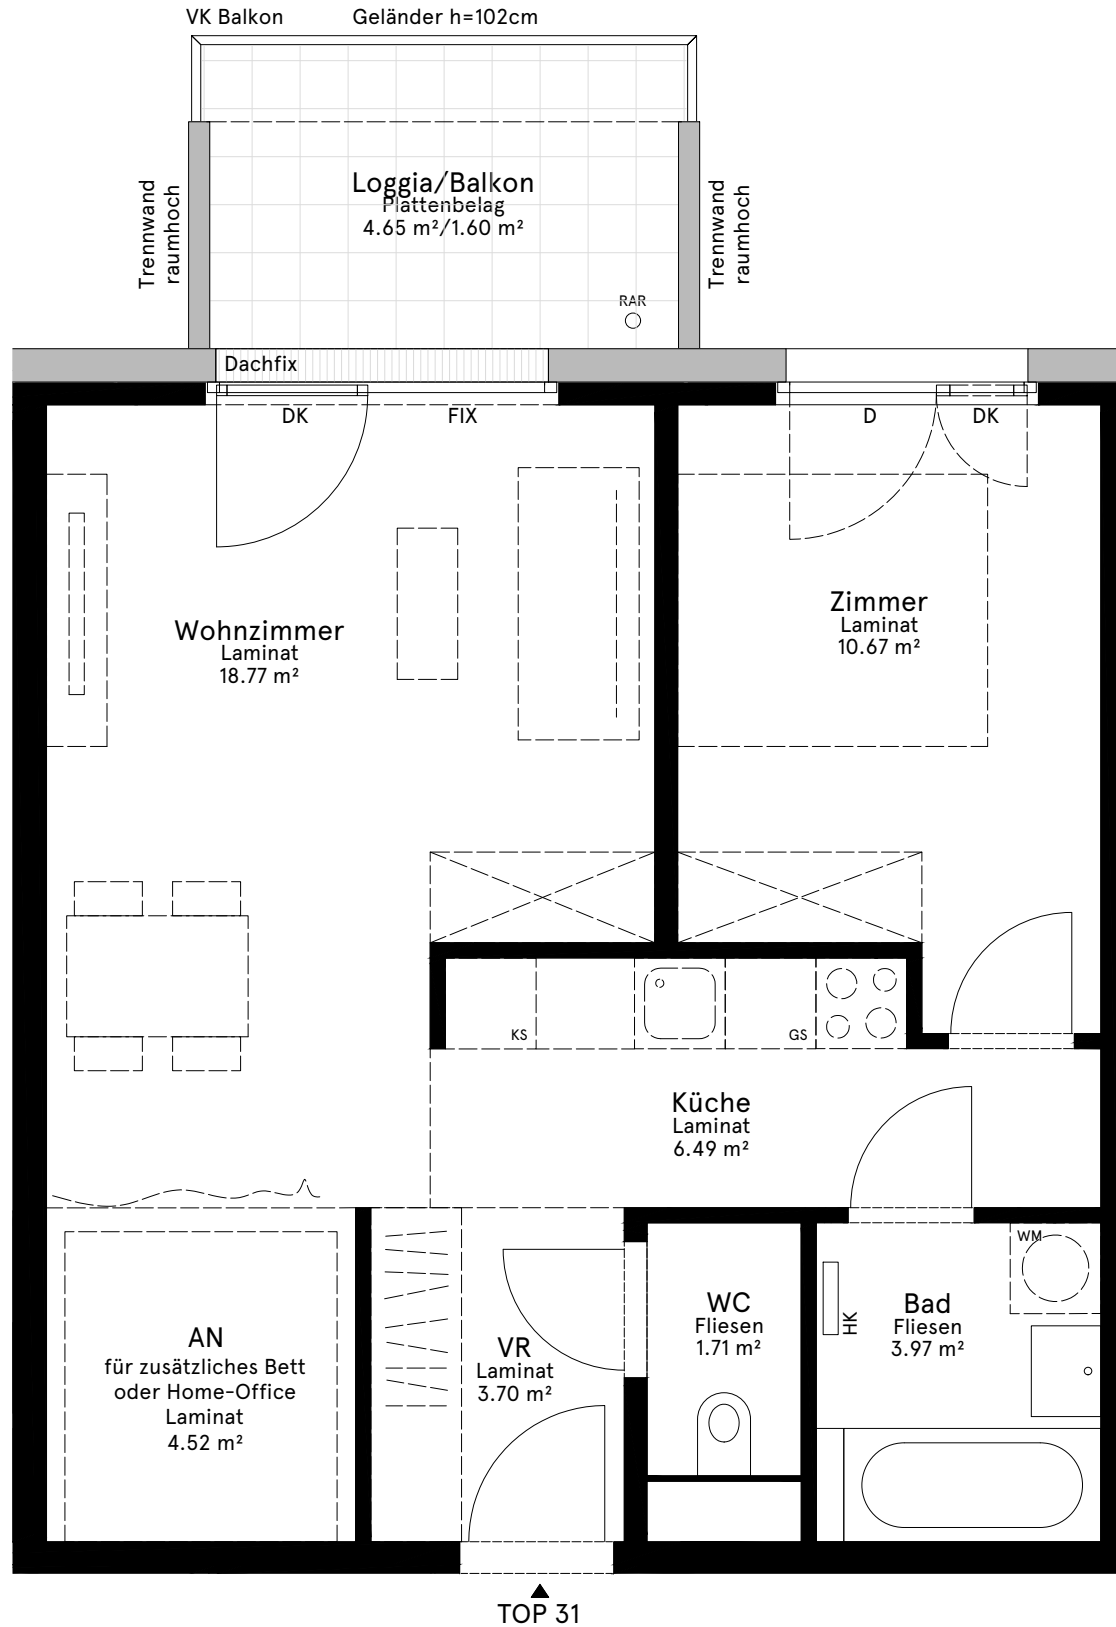 VK Balkon
Geländer h=102cm
Trennwand
raumhoch
Loggia/Balkon
Plattenbelag
4.65 m²/1.60 m²
Trennwand
raumhoch
RAR
Dachfix
DK
FIX
D
DK
Wohnzimmer
Laminat
18.77 m²
Zimmer
Laminat
10.67 m²
KS
GS
Küche
Laminat
6.49 m²
AN
für zusätzliches Bett
oder Home-Office
Laminat
4.52 m²
VR
Laminat
3.70 m²
WC
Fliesen
1.71 m²
HK
Bad
Fliesen
3.97 m²
WM
TOP 31